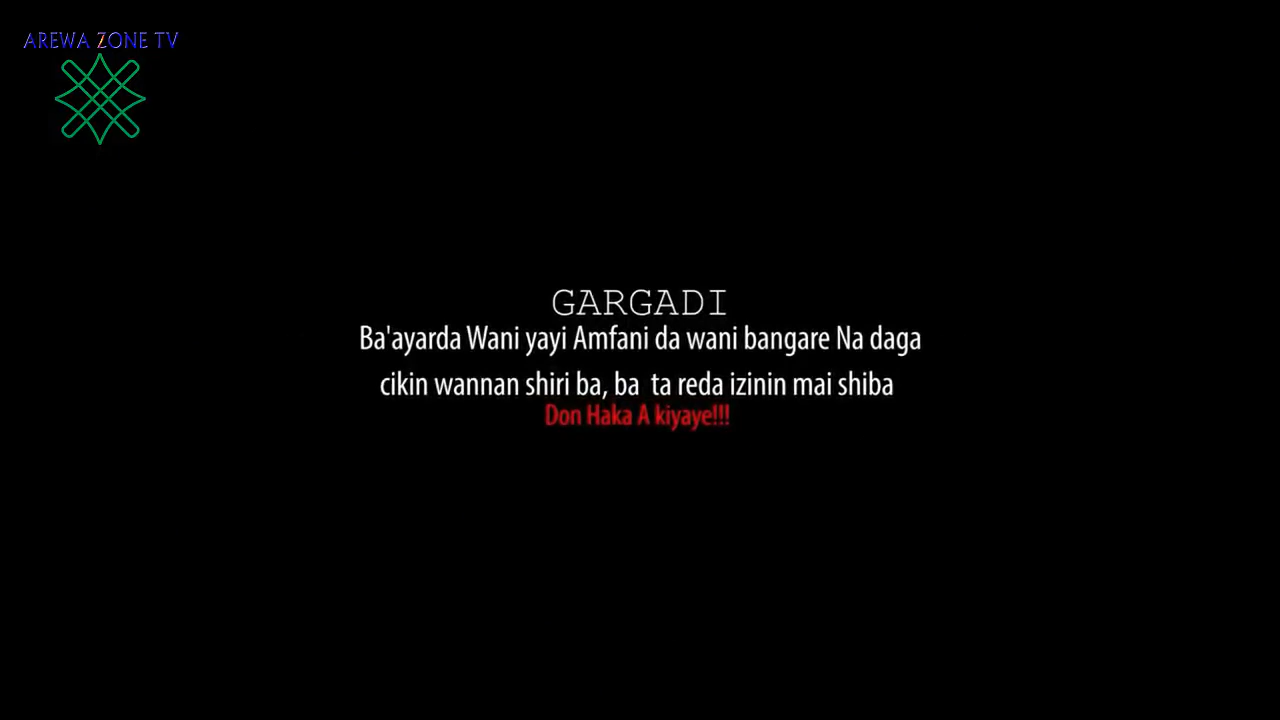 AREWA ZONE TV
GARGADI
Ba'ayarda Wani yayi Amfani da wani bangare Na daga
cikin wannan shiri ba, ba ta reda izinin mai shiba
Don Haka A kiyaye!!!